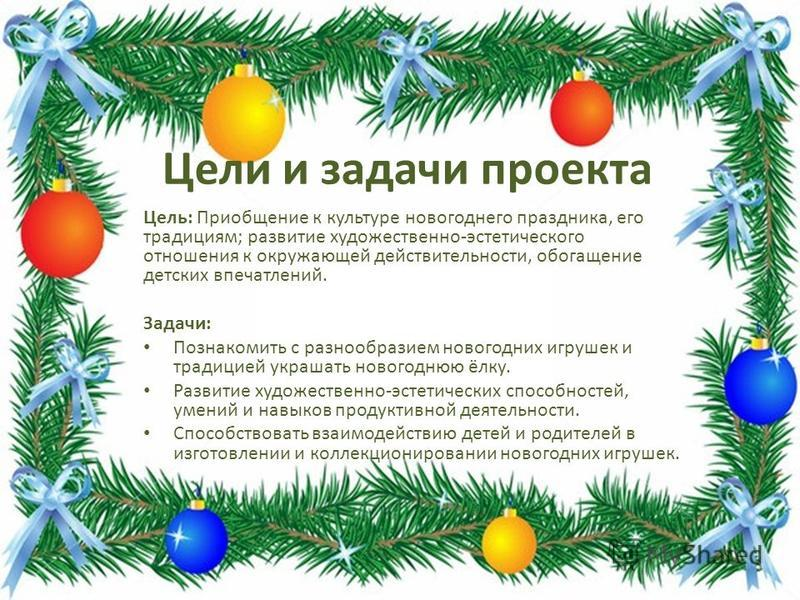 Цели и задачи проекта
Цель: Приобщение к культуре новогоднего праздника, его
традициям; развитие художественно-эстетического
отношения к окружающей действительности, обогащение
детских впечатлений.
Задачи:
• Познакомить с разнообразием новогодних игрушек и
традицией украшать новогоднюю ёлку.
• Развитие художественно-эстетических способностей,
умений и навыков продуктивной деятельности.
• Способствовать взаимодействию детей и родителей в
изготовлении и коллекционировании новогодних игрушек.
MyShared